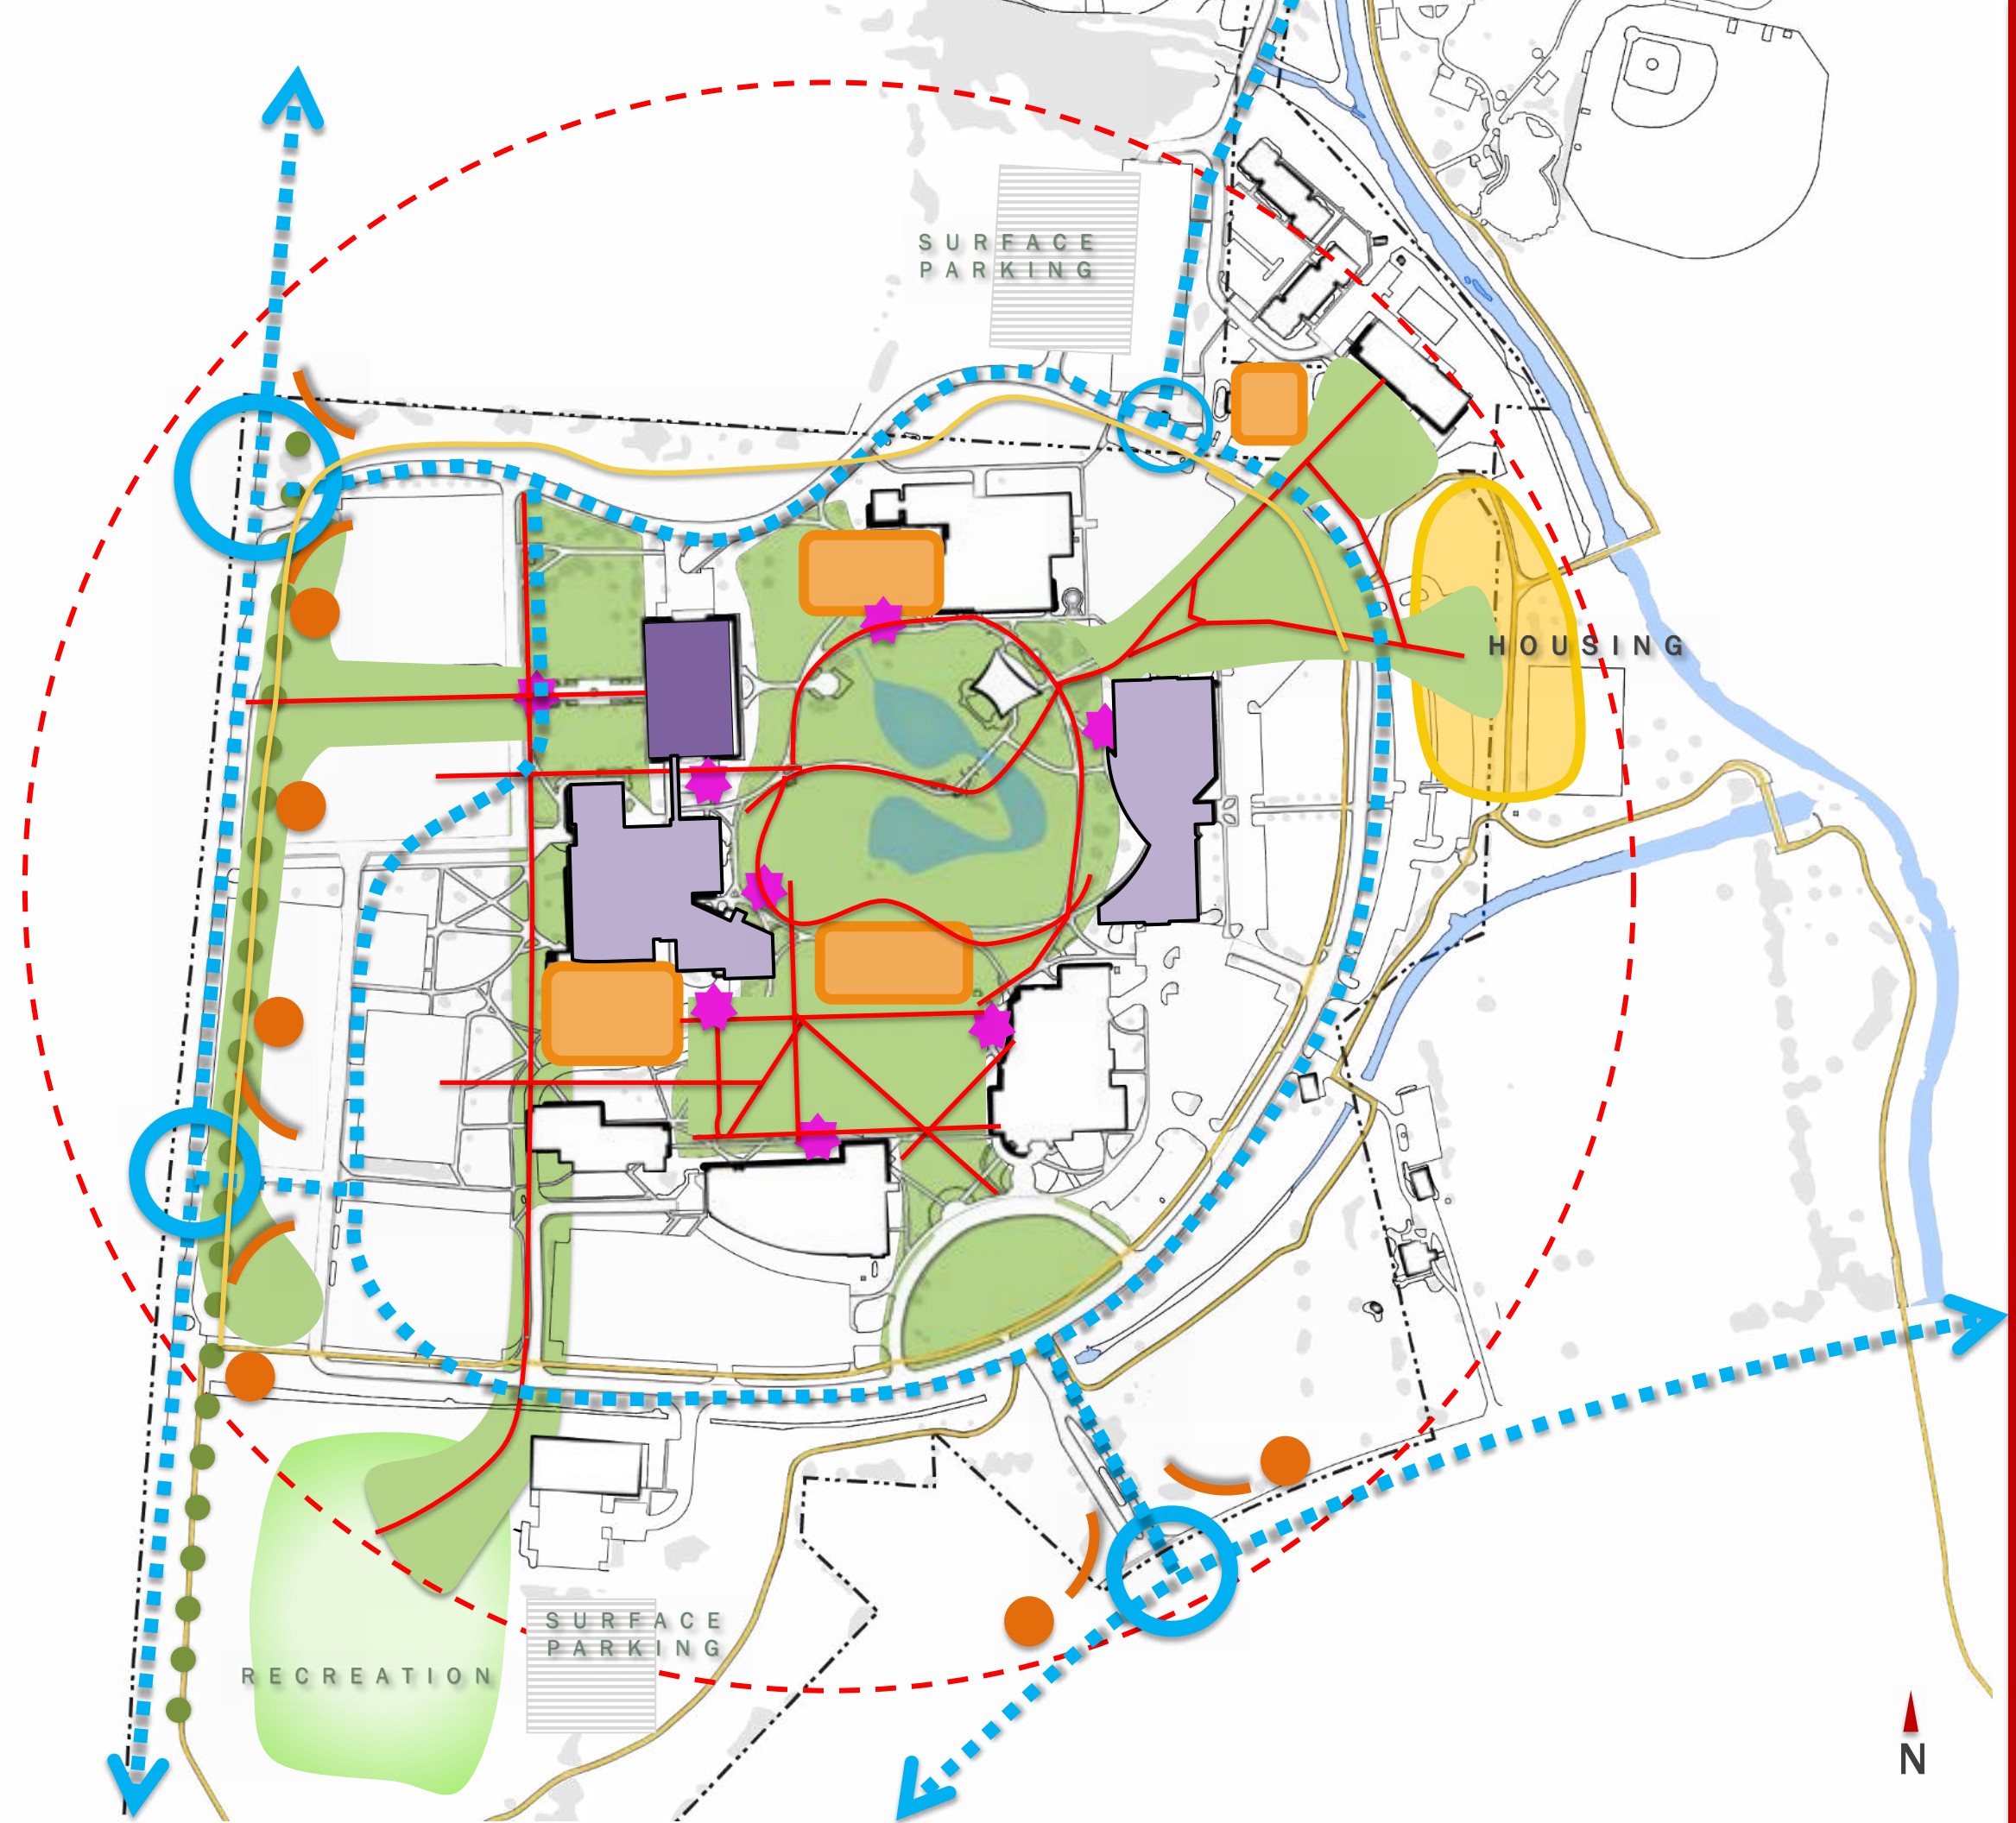 SURFACE
PARKING
HOUSING
SURFACE
PARKING
RECREATION
N